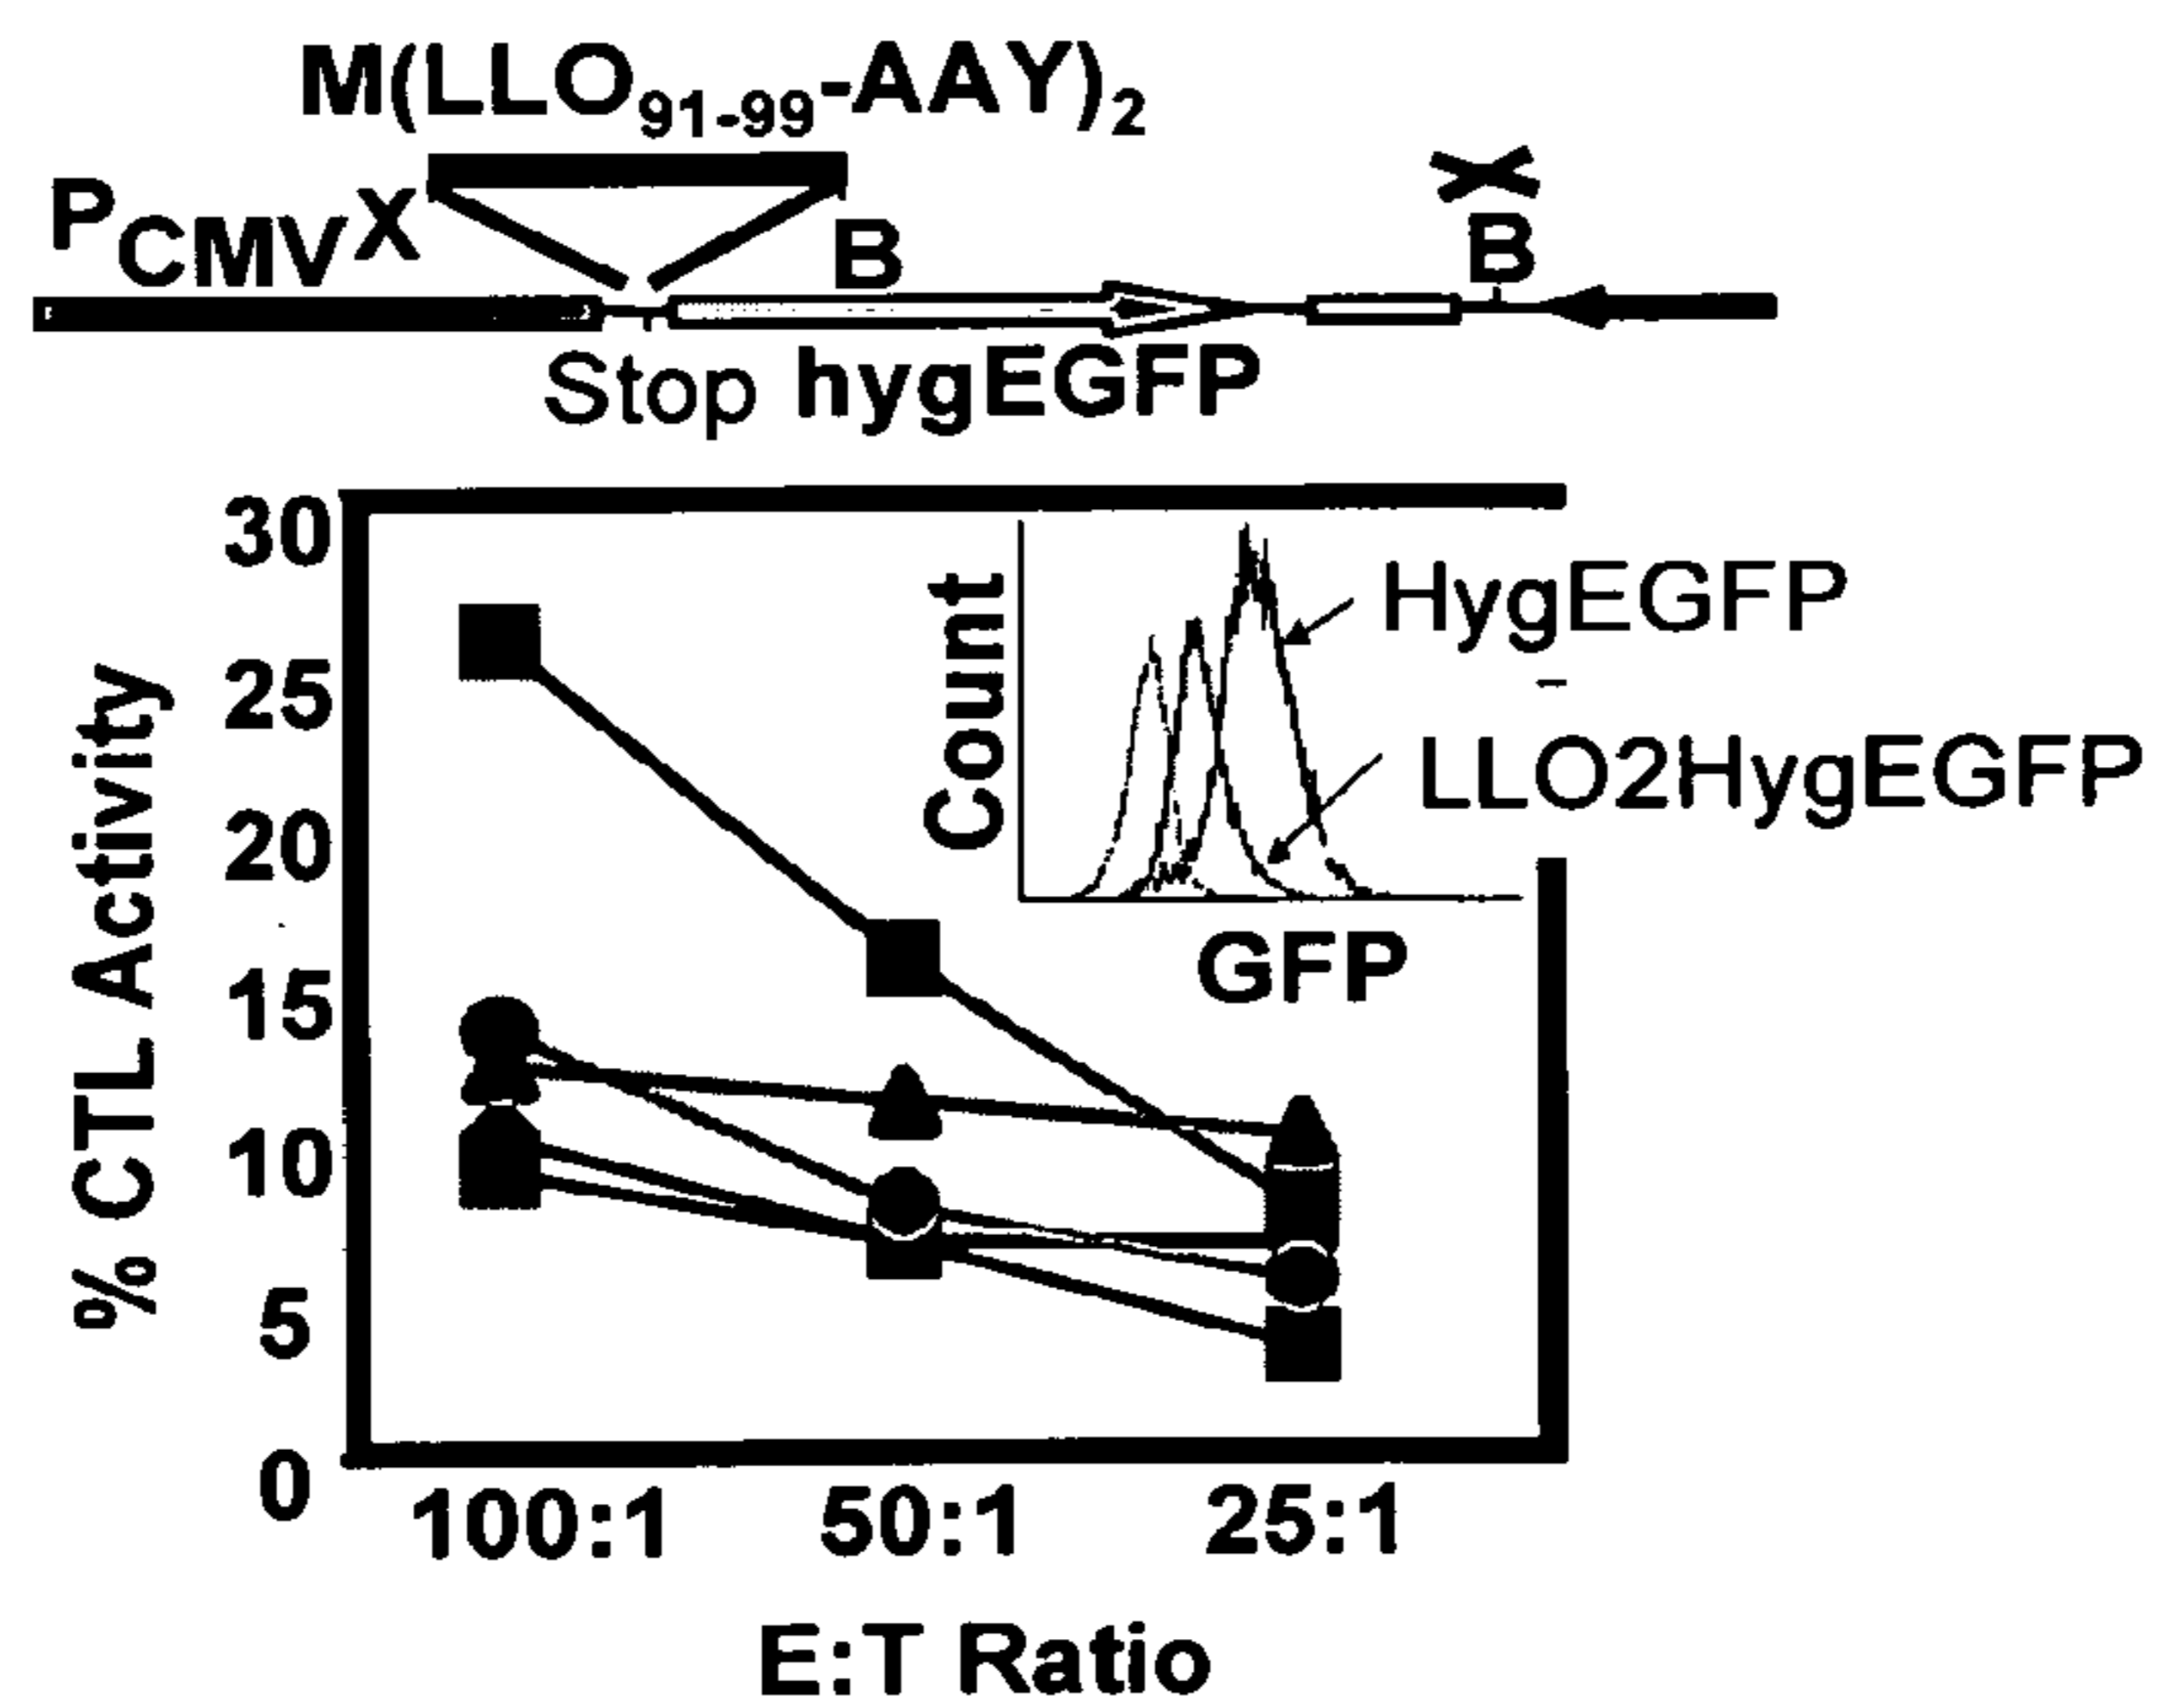 M(LLO91-99-AAY)2
PCMV X B X
B
Stop hygEGFP
30
25
20
15
10
5
0
% CTL Activity
Count
HygEGFP
LLO2HygEGFP
GFP
100:1 50:1 25:1
E:T Ratio